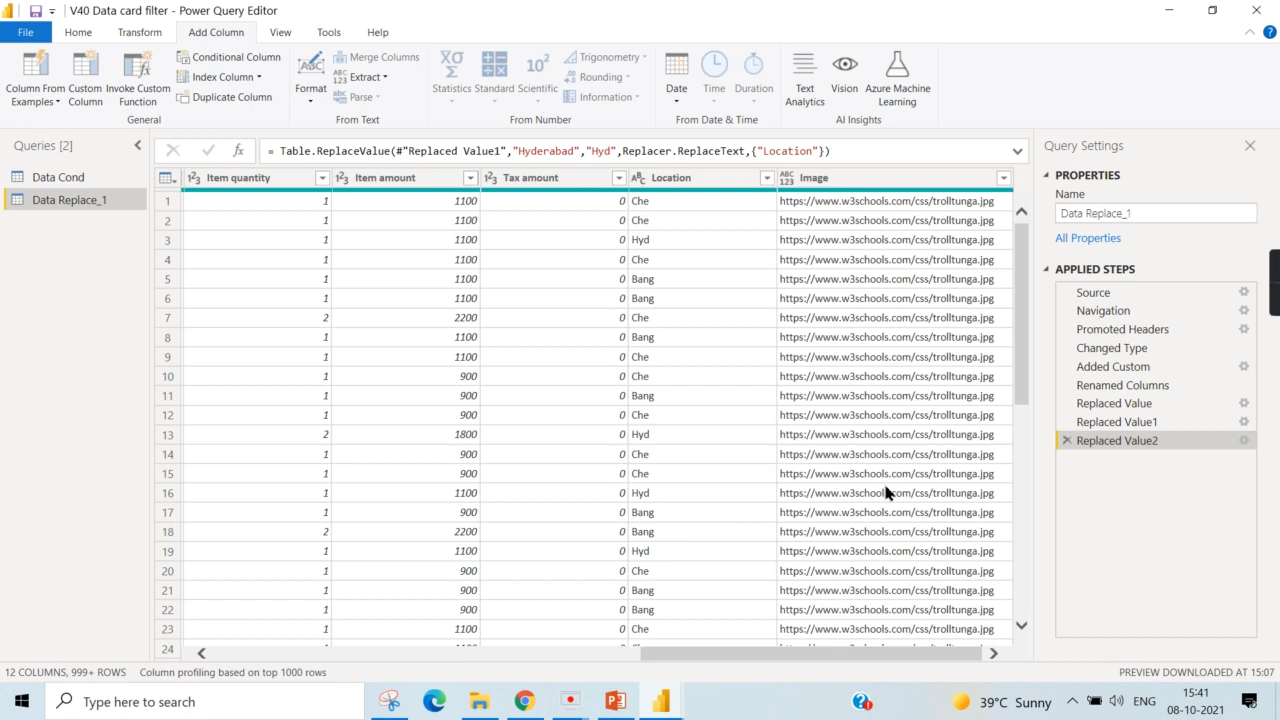 V40 Data card filter - Power Query Editor
File Home Transform Add Column View Tools Help
Column From Examples
Custom Column
Invoke Custom Function
Conditional Column
Index Column
Duplicate Column
General
Format
Merge Columns
Extract
Parse
From Text
Statistics
Standard
Scientific
Trigonometry
Rounding
Information
From Number
Date
Time
Duration
From Date & Time
Text Analytics
Vision
Azure Machine Learning
AI Insights
Queries [2]
Data Cond
Data Replace_1
= Table.ReplaceValue(#"Replaced Value1","Hyderabad","Hyd",Replacer.ReplaceText,{"Location"})
Item quantity Item amount Tax amount Location Image
1 1 1100 0 Che https://www.w3schools.com/css/trolltunga.jpg
2 1 1100 0 Che https://www.w3schools.com/css/trolltunga.jpg
3 1 1100 0 Hyd https://www.w3schools.com/css/trolltunga.jpg
4 1 1100 0 Che https://www.w3schools.com/css/trolltunga.jpg
5 1 1100 0 Bang https://www.w3schools.com/css/trolltunga.jpg
6 1 1100 0 Bang https://www.w3schools.com/css/trolltunga.jpg
7 2 2200 0 Che https://www.w3schools.com/css/trolltunga.jpg
8 1 1100 0 Bang https://www.w3schools.com/css/trolltunga.jpg
9 1 1100 0 Che https://www.w3schools.com/css/trolltunga.jpg
10 1 900 0 Che https://www.w3schools.com/css/trolltunga.jpg
11 1 900 0 Bang https://www.w3schools.com/css/trolltunga.jpg
12 1 900 0 Che https://www.w3schools.com/css/trolltunga.jpg
13 2 1800 0 Hyd https://www.w3schools.com/css/trolltunga.jpg
14 1 900 0 Che https://www.w3schools.com/css/trolltunga.jpg
15 1 900 0 Che https://www.w3schools.com/css/trolltunga.jpg
16 1 1100 0 Hyd https://www.w3schools.com/css/trolltunga.jpg
17 1 900 0 Bang https://www.w3schools.com/css/trolltunga.jpg
18 2 2200 0 Bang https://www.w3schools.com/css/trolltunga.jpg
19 1 1100 0 Hyd https://www.w3schools.com/css/trolltunga.jpg
20 1 900 0 Che https://www.w3schools.com/css/trolltunga.jpg
21 1 900 0 Bang https://www.w3schools.com/css/trolltunga.jpg
22 1 900 0 Bang https://www.w3schools.com/css/trolltunga.jpg
23 1 1100 0 Che https://www.w3schools.com/css/trolltunga.jpg
24
Query Settings
PROPERTIES
Name
Data Replace_1
All Properties
APPLIED STEPS
Source
Navigation
Promoted Headers
Changed Type
Added Custom
Renamed Columns
Replaced Value
Replaced Value1
Replaced Value2
12 COLUMNS, 999+ ROWS Column profiling based on top 1000 rows PREVIEW DOWNLOADED AT 15:07
Type here to search
39°C Sunny
ENG
15:41
08-10-2021